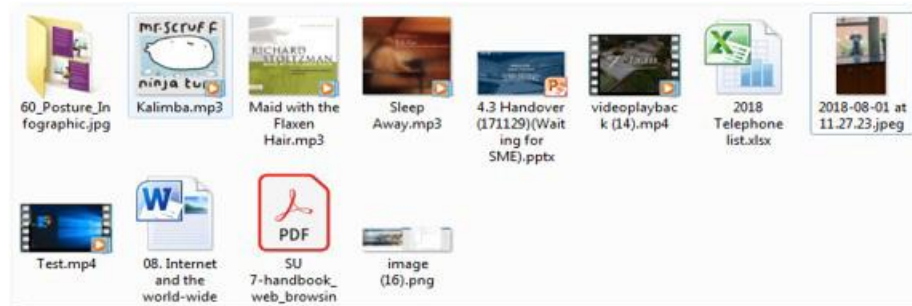 mr.scruff
ninja tu
RICHARD
STOLTZMAN
60_Posture_In
fographic.jpg
Kalimba.mp3
Maid with the
Flaxen
Hair.mp3
Sleep
Away.mp3
4.3 Handover
(171129)(Wait
ing for
SME).pptx
videoplaybac
k (14).mp4
2018
Telephone
list.xlsx
2018-08-01 at
11.27.23.jpeg
W
PDF
Test.mp4
08. Internet
and the
world-wide
SU
7-handbook_
web_browsin
image
(16).png